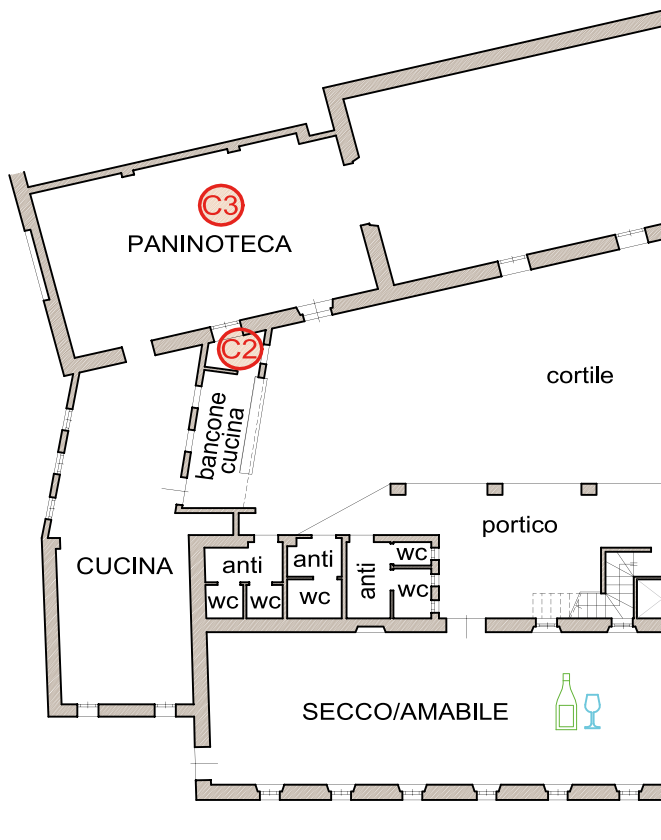 C3
PANINOTECA
C2
cortile
bancone
cucina
portico
CUCINA
anti
anti
anti
wc
wc
wc
wc
wc
SECCO/AMABILE